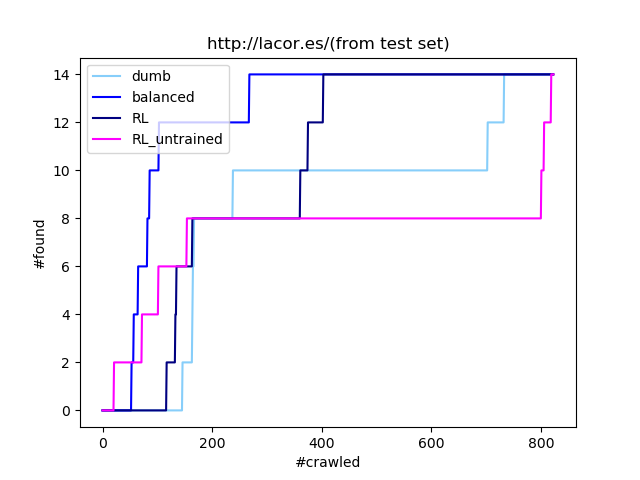 http://lacor.es/(from test set)
dumb
balanced
RL
RL_untrained
#found
14
12
10
8
6
4
2
0
0 200 400 600 800
#crawled